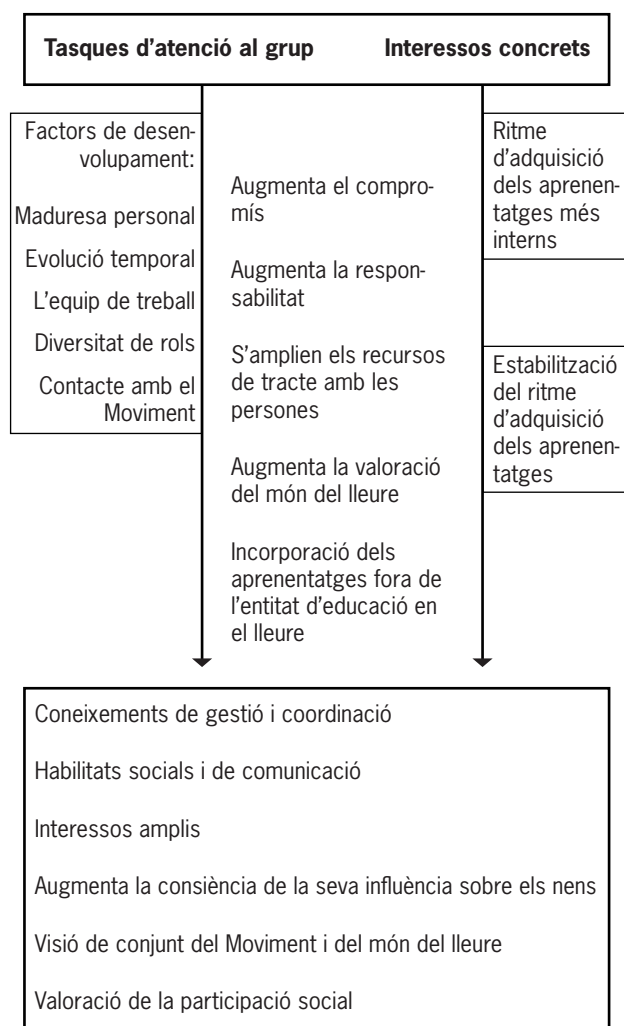 Tasques d'atenció al grup Interessos concrets
Factors de desen-
volupament:
Maduresa personal
Evolució temporal
L'equip de treball
Diversitat de rols
Contacte amb el
Moviment
Augmenta el compro-
mís
Augmenta la respon-
sabilitat
S'amplien els recursos
de tracte amb les
persones
Augmenta la valoració
del món del lleure
Incorporació dels
aprenentatges fora de
l'entitat d'educació en
el lleure
Ritme
d'adquisició
dels aprenen-
tatges més
interns
Estabilització
del ritme
d'adquisició
dels aprenen-
tatges
Coneixements de gestió i coordinació
Habilitats socials i de comunicació
Interessos amplis
Augmenta la consiència de la seva influència sobre els nens
Visió de conjunt del Moviment i del món del lleure
Valoració de la participació social